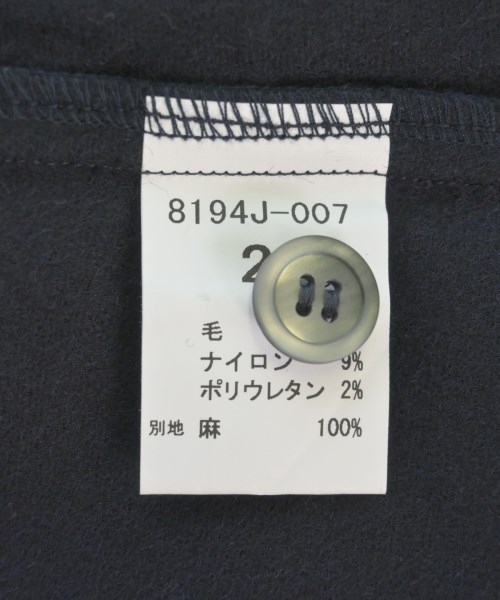 8194J-007
2
毛
ナイロン 9%
ポリウレタン 2%
別地 麻 100%